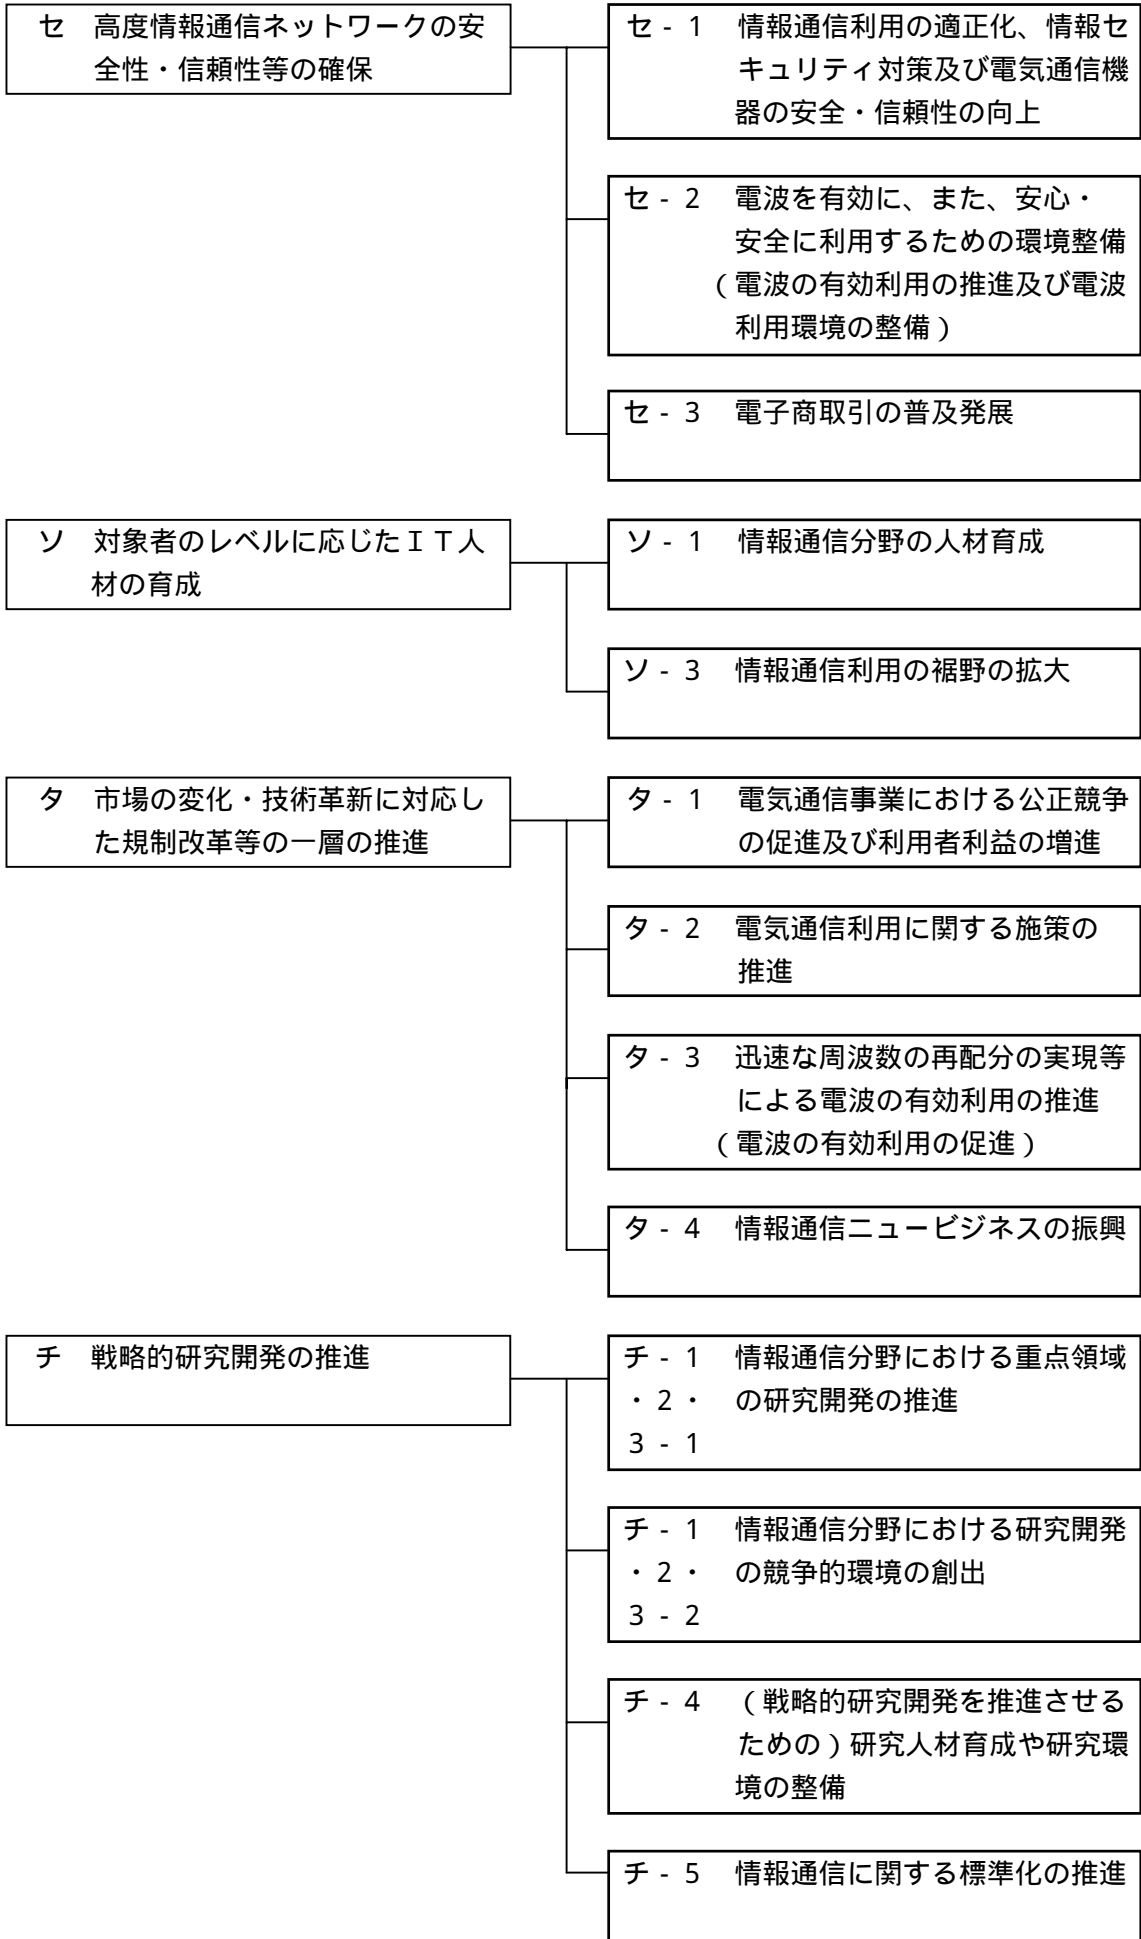 セ 高度情報通信ネットワークの安
全性・信頼性等の確保
セ - 1 情報通信利用の適正化、情報セ
キュリティ対策及び電気通信機
器の安全・信頼性の向上
セ - 2 電波を有効に、また、安心・
安全に利用するための環境整備
(電波の有効利用の推進及び電波
利用環境の整備)
セ - 3 電子商取引の普及発展
ソ 対象者のレベルに応じたIT人
材の育成
ソ - 1 情報通信分野の人材育成
ソ - 3 情報通信利用の裾野の拡大
タ 市場の変化・技術革新に対応し
た規制改革等の一層の推進
タ - 1 電気通信事業における公正競争
の促進及び利用者利益の増進
タ - 2 電気通信利用に関する施策の
推進
タ - 3 迅速な周波数の再配分の実現等
による電波の有効利用の推進
(電波の有効利用の促進)
タ - 4 情報通信ニュービジネスの振興
チ 戦略的研究開発の推進
チ - 1 情報通信分野における重点領域
・2・ の研究開発の推進
3 - 1
チ - 1 情報通信分野における研究開発
・2・ の競争的環境の創出
3 - 2
チ - 4 (戦略的研究開発を推進させる
ための)研究人材育成や研究環
境の整備
チ - 5 情報通信に関する標準化の推進